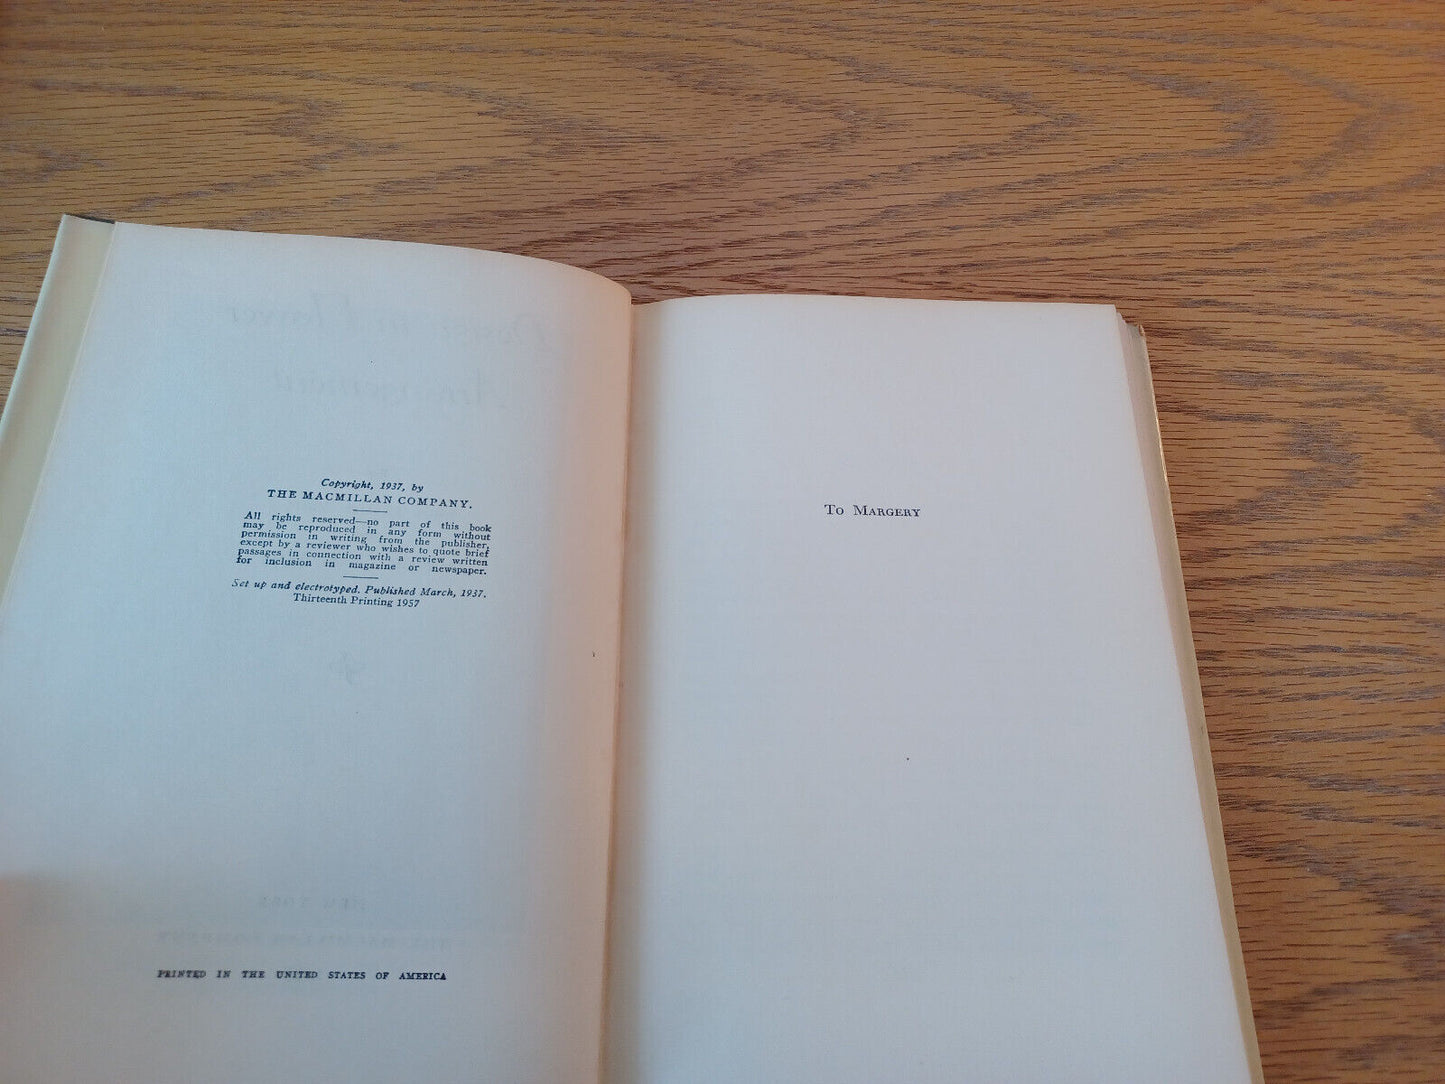 Copyright, 1937, by
THE MACMILLAN COMPANY.
All rights reserved—no part of this book
may be reproduced in any form without
permission in writing from the publisher,
except by a reviewer who wishes to quote brief
passages in connection with a review written
for inclusion in magazine or newspaper.
Set up and electrotyped. Published March, 1937.
Thirteenth Printing 1957
PRINTED IN THE UNITED STATES OF AMERICA
To Margery